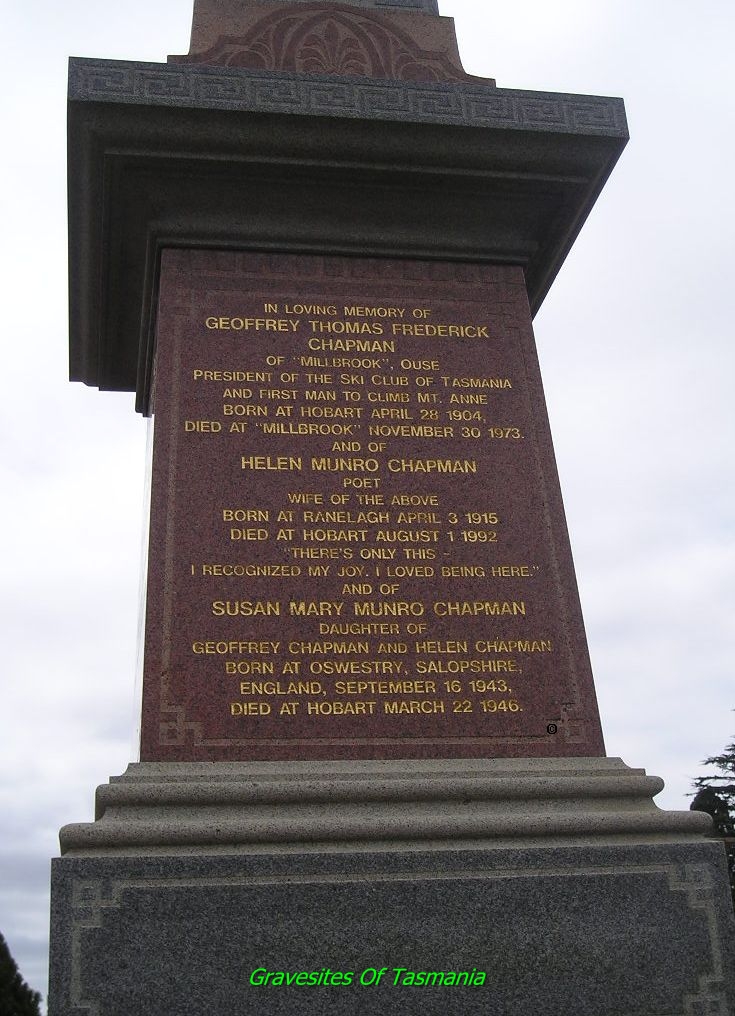 IN LOVING MEMORY OF
GEOFFREY THOMAS FREDERICK
CHAPMAN
OF "MILLBROOK", OUSE
PRESIDENT OF THE SKI CLUB OF TASMANIA
AND FIRST MAN TO CLIMB MT. ANNE
BORN AT HOBART APRIL 28 1904,
DIED AT "MILLBROOK" NOVEMBER 30 1973.
AND OF
HELEN MUNRO CHAPMAN
POET
WIFE OF THE ABOVE
BORN AT RANELAGH APRIL 3 1915
DIED AT HOBART AUGUST 1 1992
"THERE'S ONLY THIS -
I RECOGNIZED MY JOY. I LOVED BEING HERE."
AND OF
SUSAN MARY MUNRO CHAPMAN
DAUGHTER OF
GEOFFREY CHAPMAN AND HELEN CHAPMAN
BORN AT OSWESTRY, SALOPSHIRE,
ENGLAND, SEPTEMBER 16 1943,
DIED AT HOBART MARCH 22 1946.
Gravesites Of Tasmania